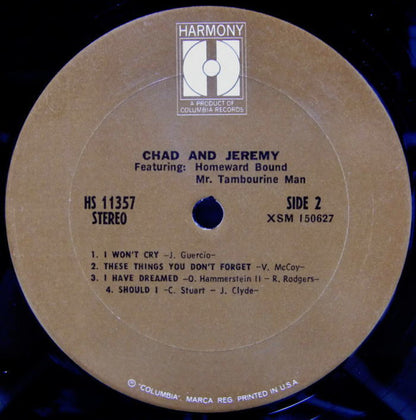 HARMONY
A PRODUCT OF
COLUMBIA RECORDS
CHAD AND JEREMY
Featuring: Homeward Bound
Mr. Tambourine Man
HS 11357 SIDE 2
STEREO XSM 150627
1. I WON'T CRY -J. Guercio-
2. THESE THINGS YOU DON'T FORGET -V. McCoy-
3. I HAVE DREAMED -O. Hammerstein II - R. Rodgers-
4. SHOULD I -C. Stuart - J. Clyde-
℗ "COLUMBIA", MARCA REG. PRINTED IN U.S.A